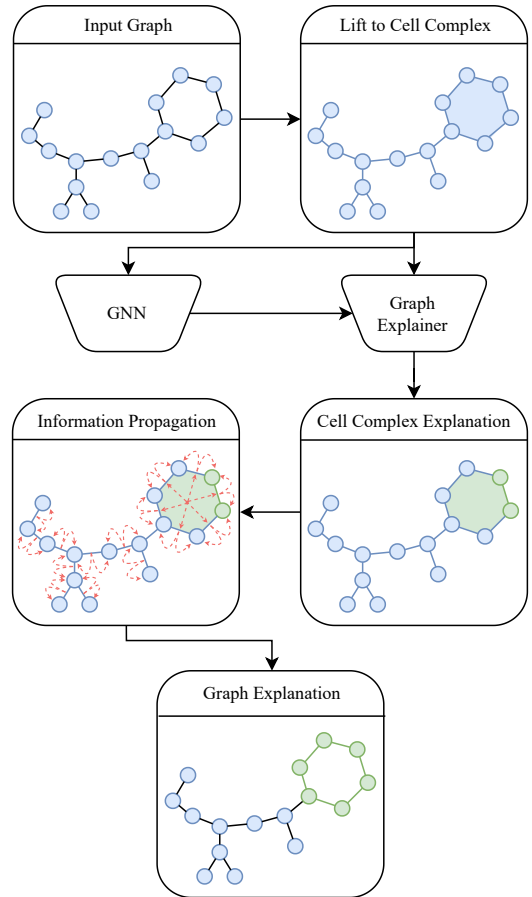 Input Graph
Lift to Cell Complex
GNN
Graph
Explainer
Information Propagation
Cell Complex Explanation
Graph Explanation